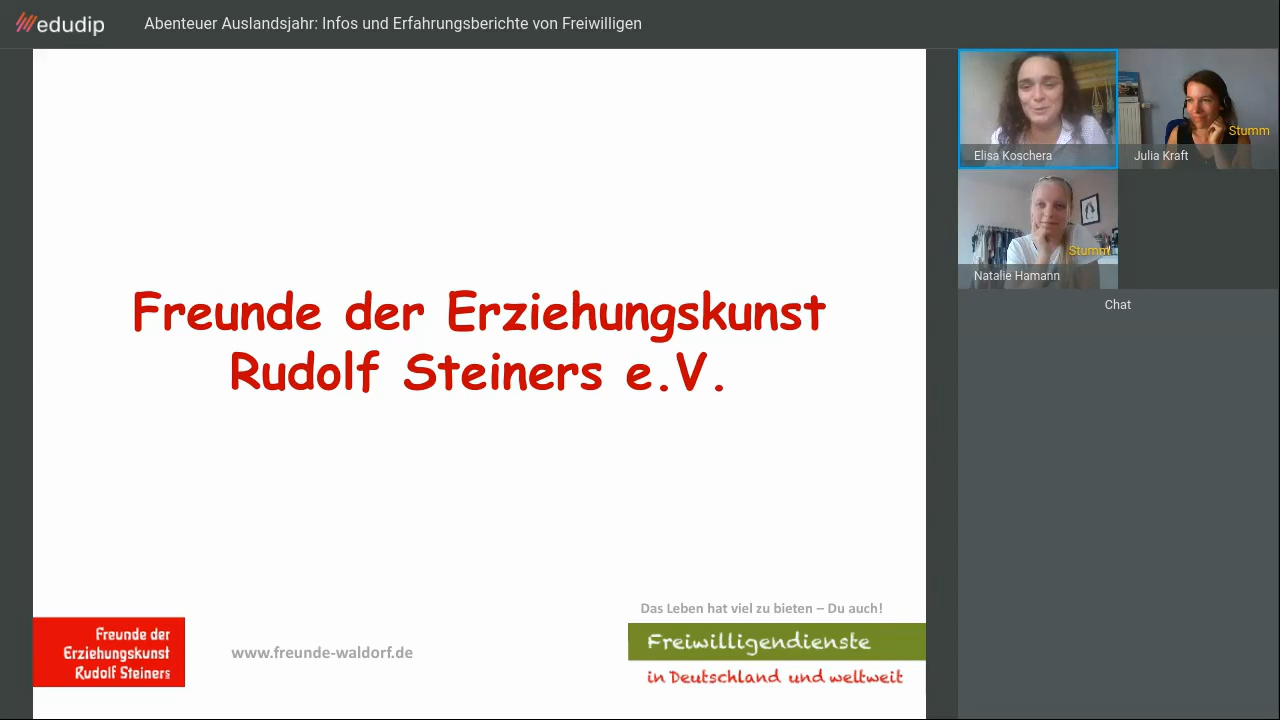 edudip
Abenteuer Auslandsjahr: Infos und Erfahrungsberichte von Freiwilligen
Freunde der Erziehungskunst
Rudolf Steiners e.V.
Das Leben hat viel zu bieten – Du auch!
Freunde der
Erziehungskunst
Rudolf Steiners
www.freunde-waldorf.de
Freiwilligendienste
in Deutschland und weltweit
Elisa Koschera
Stumm
Julia Kraft
Stumm
Natalie Hamann
Chat